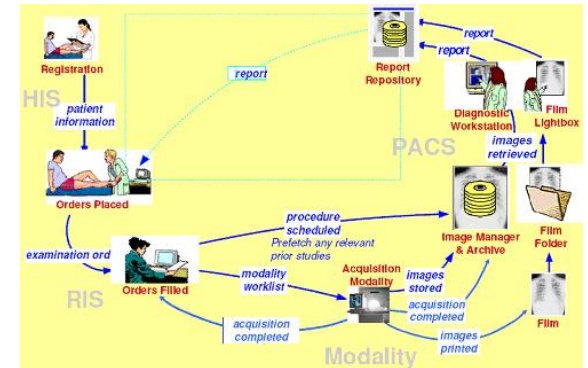 report
report
report
Registration
Report
Repository
HIS
patient
information
Diagnostic
Workstation
Film
Lightbox
PACS
images
retrieved
Orders Placed
procedure
scheduled
Prefetch any relevant
prior studies
Image Manager
& Archive
Film
Folder
examination ord
Orders Filled
modality
worklist
Acquisition
Modality
images
stored
RIS
acquisition
completed
acquisition
completed
images
printed
Film
Modality